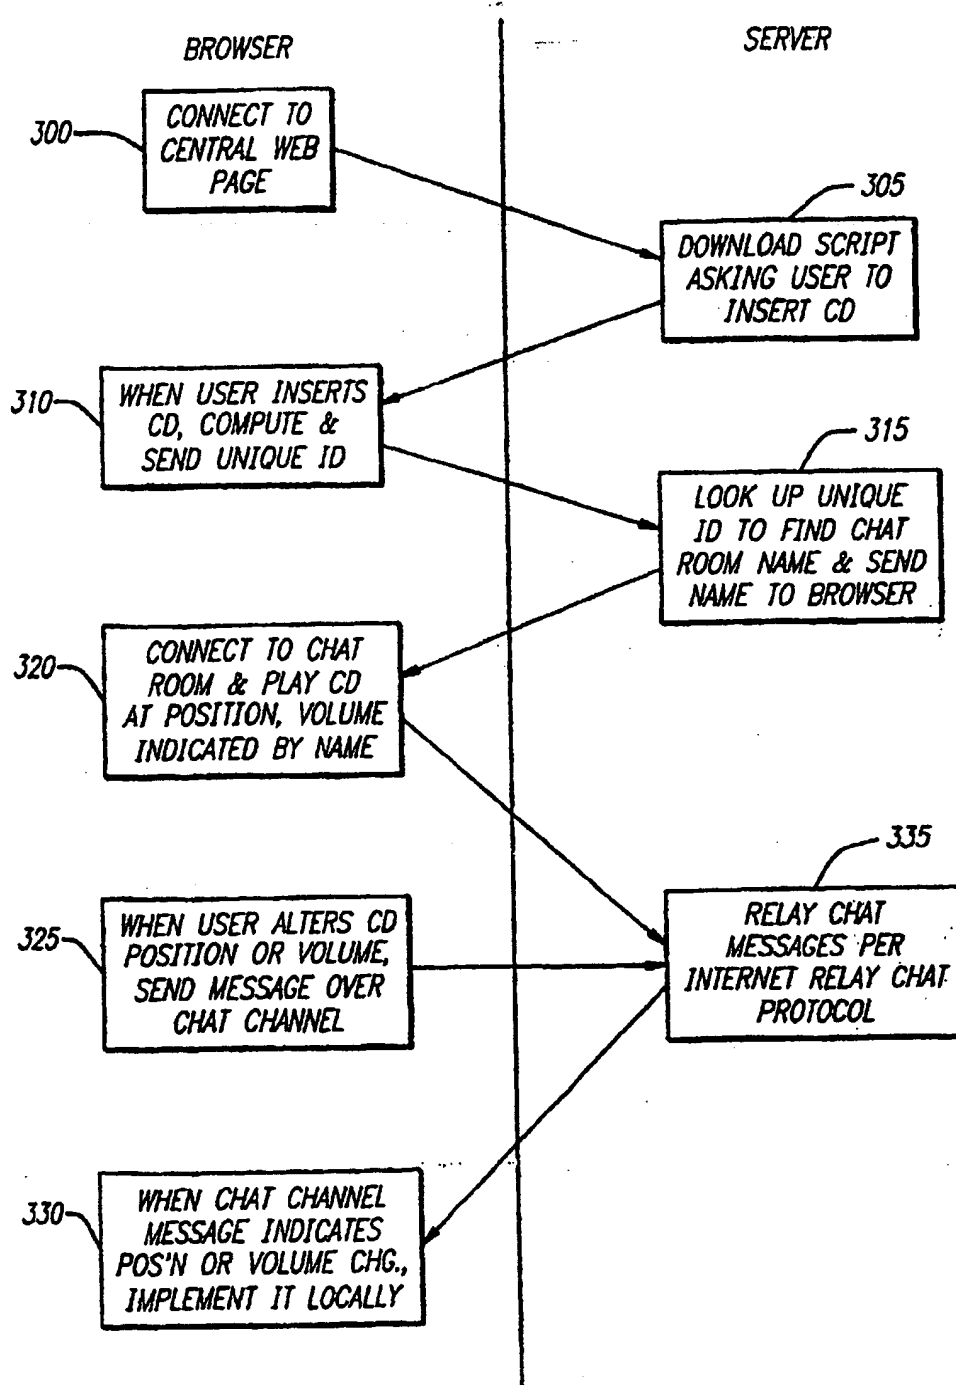 BROWSER
SERVER
300
CONNECT TO
CENTRAL WEB
PAGE
305
DOWNLOAD SCRIPT
ASKING USER TO
INSERT CD
310
WHEN USER INSERTS
CD, COMPUTE &
SEND UNIQUE ID
315
LOOK UP UNIQUE
ID TO FIND CHAT
ROOM NAME & SEND
NAME TO BROWSER
320
CONNECT TO CHAT
ROOM & PLAY CD
AT POSITION, VOLUME
INDICATED BY NAME
335
RELAY CHAT
MESSAGES PER
INTERNET RELAY CHAT
PROTOCOL
325
WHEN USER ALTERS CD
POSITION OR VOLUME,
SEND MESSAGE OVER
CHAT CHANNEL
330
WHEN CHAT CHANNEL
MESSAGE INDICATES
POS'N OR VOLUME CHG.,
IMPLEMENT IT LOCALLY